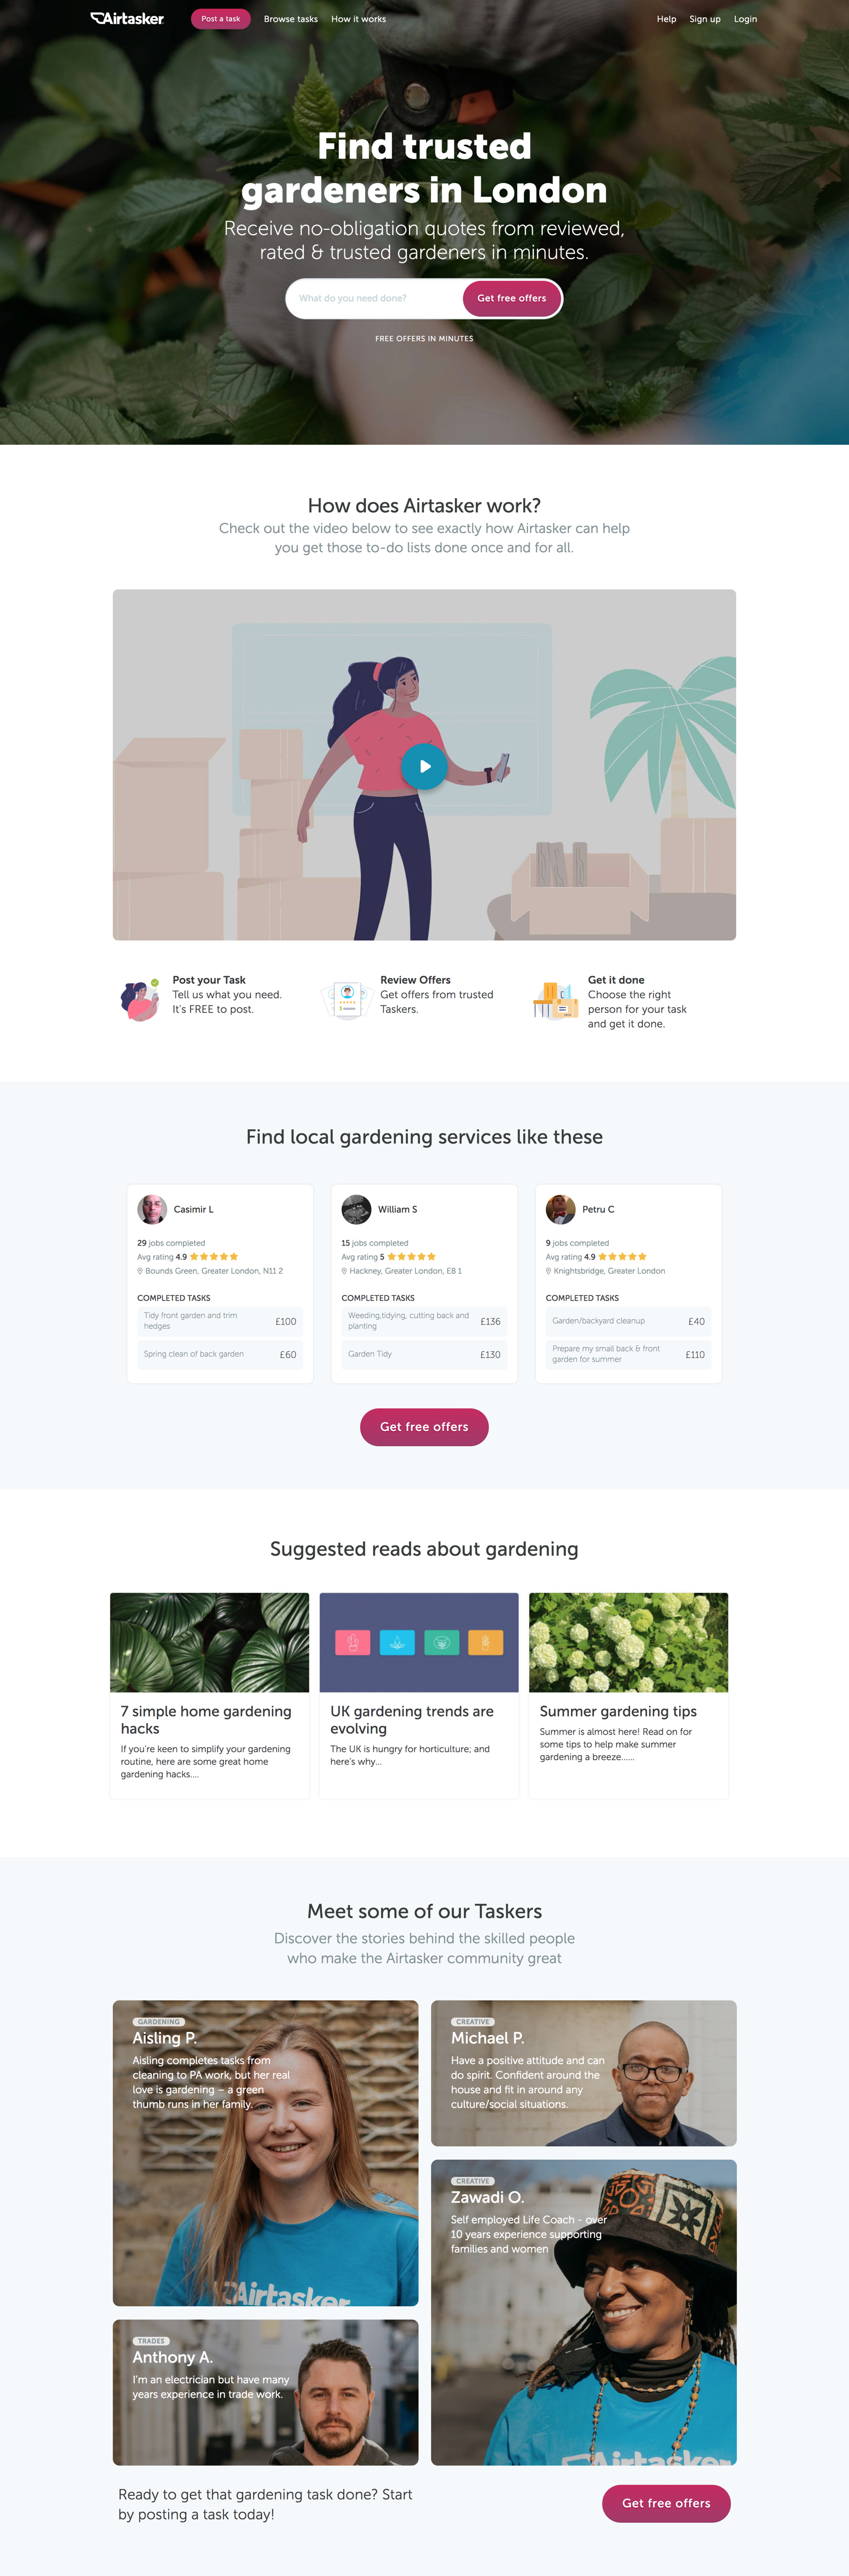 Airtasker
Post a task
Browse tasks
How it works
Help
Sign up
Login
Find trusted
gardeners in London
Receive no-obligation quotes from reviewed,
rated & trusted gardeners in minutes.
What do you need done?
Get free offers
FREE OFFERS IN MINUTES
How does Airtasker work?
Check out the video below to see exactly how Airtasker can help
you get those to-do lists done once and for all.
Post your Task
Tell us what you need.
It's FREE to post.
Review Offers
Get offers from trusted
Taskers.
Get it done
Choose the right
person for your task
and get it done.
Find local gardening services like these
Casimir L
29 jobs completed
Avg rating 4.9
Bounds Green, Greater London, N11 2
COMPLETED TASKS
Tidy front garden and trim
hedges
£100
Spring clean of back garden
£60
William S
15 jobs completed
Avg rating 5
Hackney, Greater London, E8 1
COMPLETED TASKS
Weeding,tidying, cutting back and
planting
£136
Garden Tidy
£130
Petru C
9 jobs completed
Avg rating 4.9
Knightsbridge, Greater London
COMPLETED TASKS
Garden/backyard cleanup
£40
Prepare my small back & front
garden for summer
£110
Get free offers
Suggested reads about gardening
7 simple home gardening
hacks
If you're keen to simplify your gardening
routine, here are some great home
gardening hacks....
UK gardening trends are
evolving
The UK is hungry for horticulture; and
here's why...
Summer gardening tips
Summer is almost here! Read on for
some tips to help make summer
gardening a breeze......
Meet some of our Taskers
Discover the stories behind the skilled people
who make the Airtasker community great
GARDENING
Aisling P.
Aisling completes tasks from
cleaning to PA work, but her real
love is gardening – a green
thumb runs in her family.
Airtasker
CREATIVE
Michael P.
Have a positive attitude and can
do spirit. Confident around the
house and fit in around any
culture/social situations.
CREATIVE
Zawadi O.
Self employed Life Coach - over
10 years experience supporting
families and women
Airtasker
TRADES
Anthony A.
I'm an electrician but have many
years experience in trade work.
Ready to get that gardening task done? Start
by posting a task today!
Get free offers